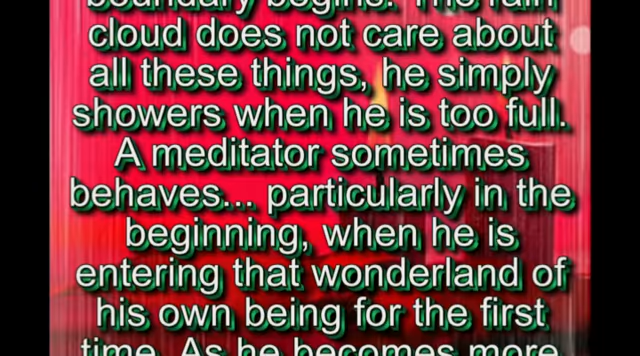 boundary begins. The rain
cloud does not care about
all these things, he simply
showers when he is too full.
A meditator sometimes
behaves... particularly in the
beginning, when he is
entering that wonderland of
his own being for the first
time. As he becomes more